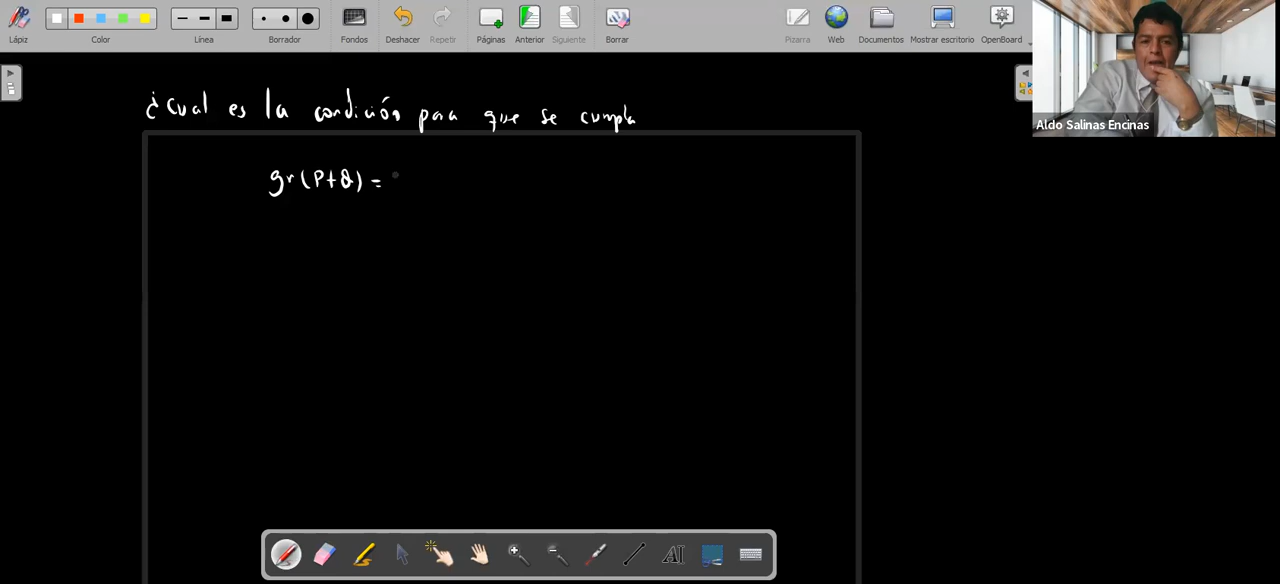 Lápiz Color Línea Borrador Fondos Deshacer Repetir Páginas Anterior Siguiente Borrar Pizarra Web Documentos Mostrar escritorio OpenBoard
¿Cual es la condición para que se cumpla
Aldo Salinas Encinas
gr(P+Q) =
AI